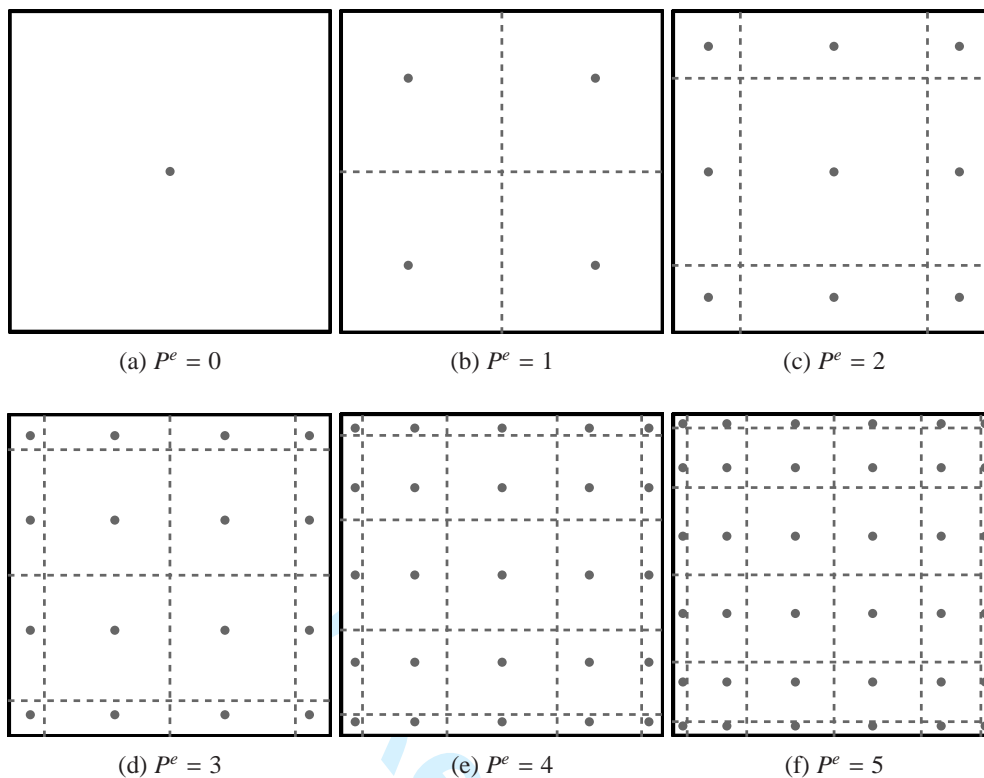 (a) Pᵉ = 0
(b) Pᵉ = 1
(c) Pᵉ = 2
(d) Pᵉ = 3
(e) Pᵉ = 4
(f) Pᵉ = 5